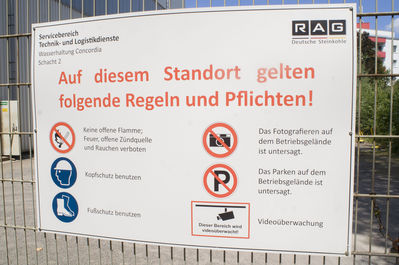 Servicebereich
Technik- und Logistikdienste
Wasserhaltung Concordia
Schacht 2
RAG
Deutsche Steinkohle
Auf diesem Standort gelten
folgende Regeln und Pflichten!
Keine offene Flamme;
Feuer, offene Zündquelle
und Rauchen verboten
Kopfschutz benutzen
Fußschutz benutzen
Das Fotografieren auf
dem Betriebsgelände
ist untersagt.
P
Das Parken auf dem
Betriebsgelände ist
untersagt.
Dieser Bereich wird
videoüberwacht!
Videoüberwachung